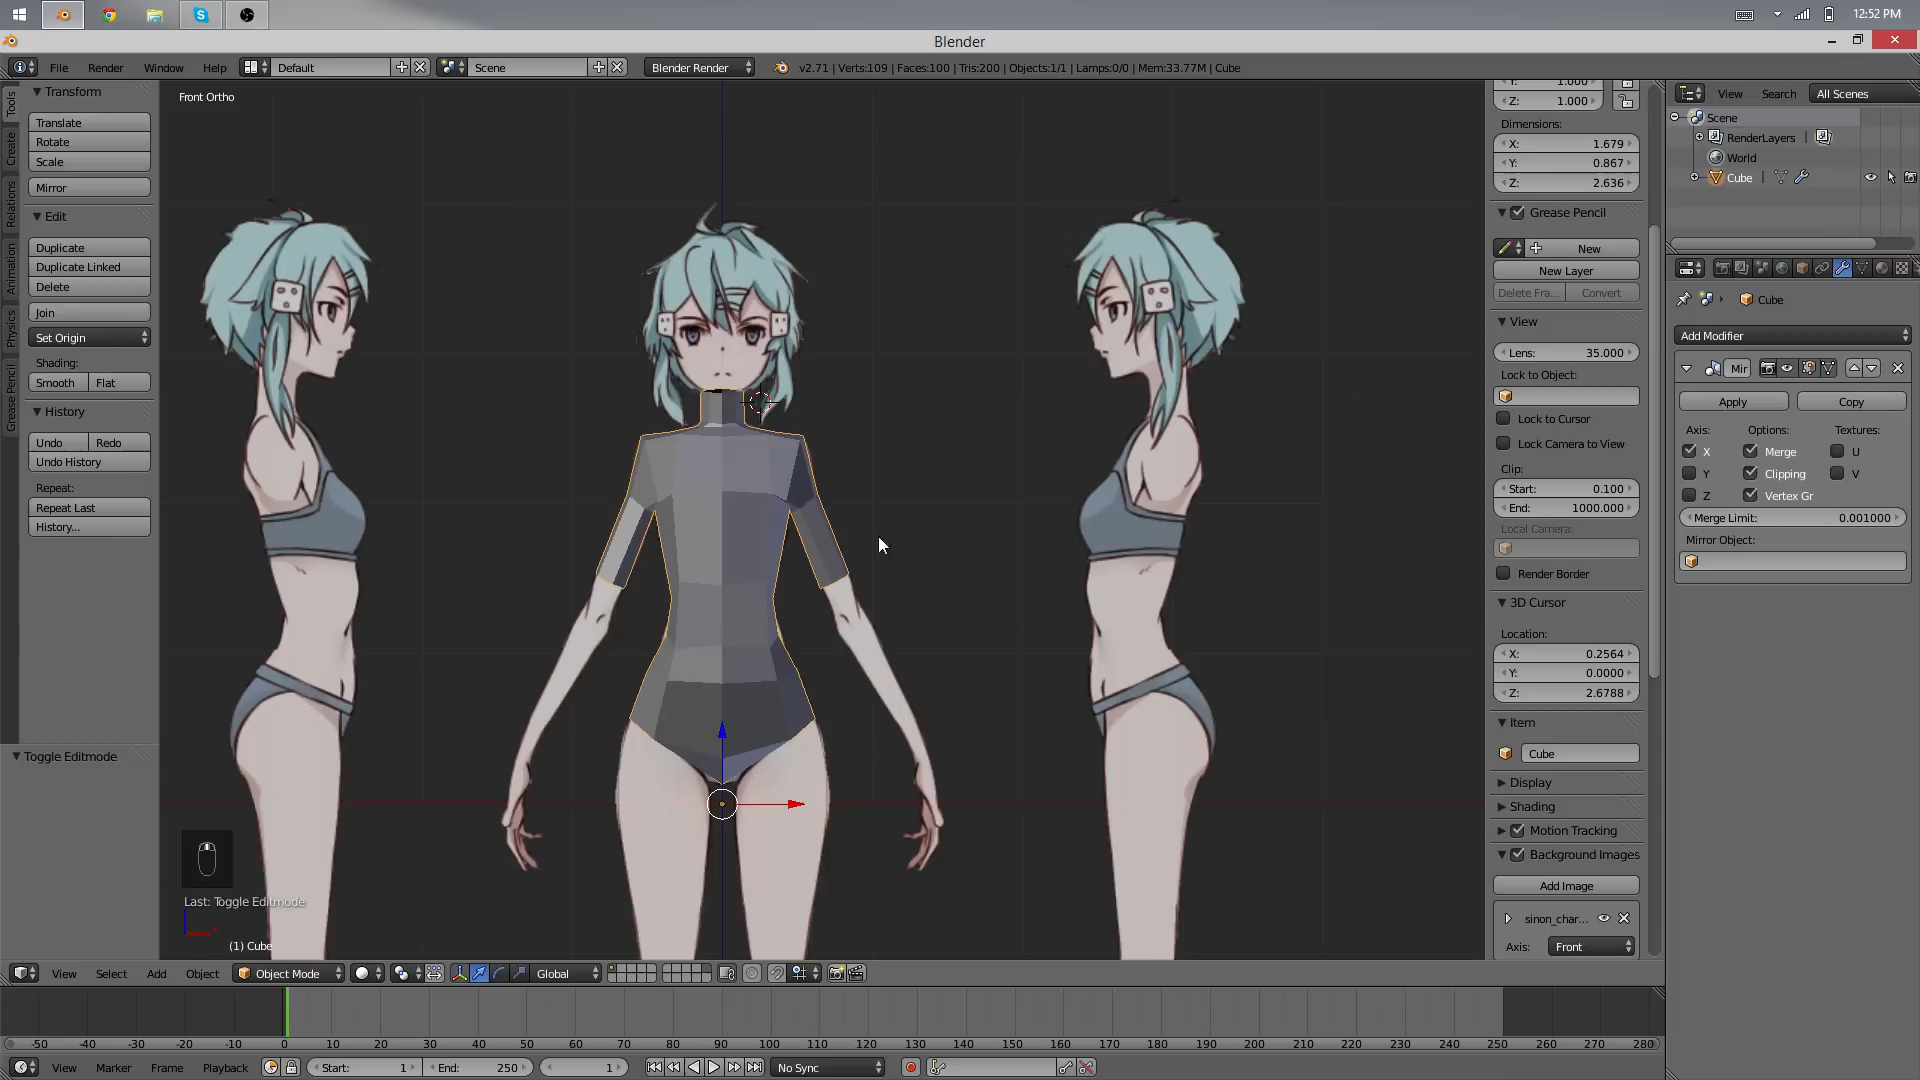 12:52 PM
Blender
File Render Window Help Default Scene Blender Render v2.71 | Verts:109 | Faces:100 | Tris:200 | Objects:1/1 | Lamps:0/0 | Mem:33.77M | Cube
Tools
Create
Relations
Animation
Physics
Grease Pencil
Transform
Translate
Rotate
Scale
Mirror
Edit
Duplicate
Duplicate Linked
Delete
Join
Set Origin
Shading:
Smooth Flat
History
Undo Redo
Undo History
Repeat:
Repeat Last
History...
Toggle Editmode
Front Ortho
Last: Toggle Editmode
(1) Cube
Y: 1.000
Z: 1.000
Dimensions:
X: 1.679
Y: 0.867
Z: 2.636
Grease Pencil
New
New Layer
Delete Fra... Convert
View
Lens: 35.000
Lock to Object:
Lock to Cursor
Lock Camera to View
Clip:
Start: 0.100
End: 1000.000
Local Camera:
Render Border
3D Cursor
Location:
X: 0.2564
Y: 0.0000
Z: 2.6788
Item
Cube
Display
Shading
Motion Tracking
Background Images
Add Image
sinon_char...
Axis: Front
View Search All Scenes
Scene
RenderLayers
World
Cube
Cube
Add Modifier
Mir
Apply Copy
Axis: Options: Textures:
X Merge U
Y Clipping V
Z Vertex Gr
Merge Limit: 0.001000
Mirror Object:
View Select Add Object Object Mode Global
-50 -40 -30 -20 -10 0 10 20 30 40 50 60 70 80 90 100 110 120 130 140 150 160 170 180 190 200 210 220 230 240 250 260 270 280
View Marker Frame Playback Start: 1 End: 250 1 No Sync